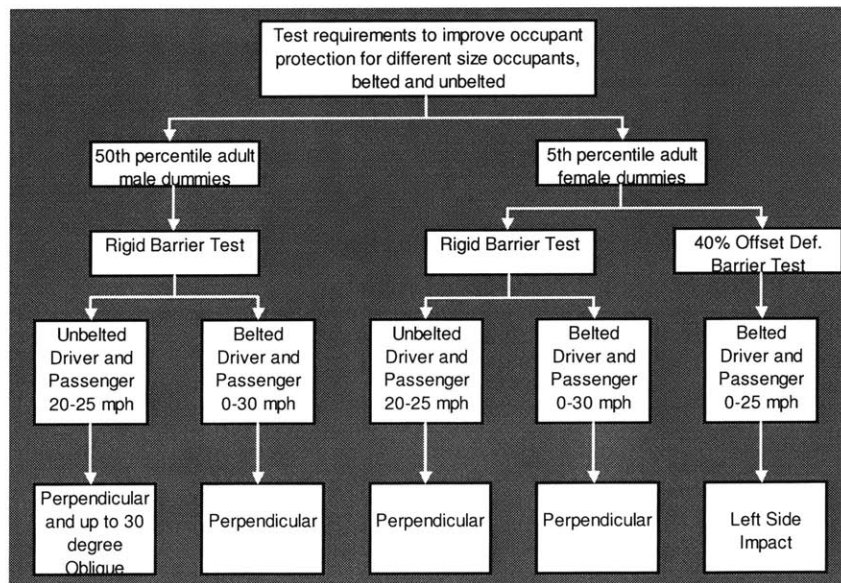 Test requirements to improve occupant
protection for different size occupants,
belted and unbelted
50th percentile adult
male dummies
5th percentile adult
female dummies
Rigid Barrier Test
Rigid Barrier Test
40% Offset Def.
Barrier Test
Unbelted
Driver and
Passenger
20-25 mph
Belted
Driver and
Passenger
0-30 mph
Unbelted
Driver and
Passenger
20-25 mph
Belted
Driver and
Passenger
0-30 mph
Belted
Driver and
Passenger
0-25 mph
Perpendicular
and up to 30
degree
Oblique
Perpendicular
Perpendicular
Perpendicular
Left Side
Impact